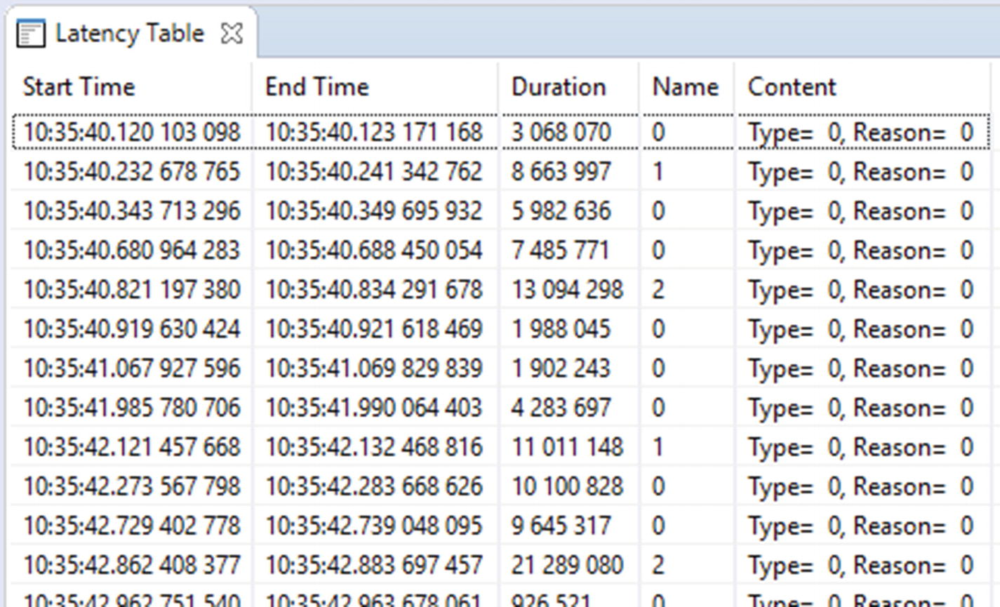 Latency Table
Start Time End Time Duration Name Content
10:35:40.120 103 098 10:35:40.123 171 168 3 068 070 0 Type= 0, Reason= 0
10:35:40.232 678 765 10:35:40.241 342 762 8 663 997 1 Type= 0, Reason= 0
10:35:40.343 713 296 10:35:40.349 695 932 5 982 636 0 Type= 0, Reason= 0
10:35:40.680 964 283 10:35:40.688 450 054 7 485 771 0 Type= 0, Reason= 0
10:35:40.821 197 380 10:35:40.834 291 678 13 094 298 2 Type= 0, Reason= 0
10:35:40.919 630 424 10:35:40.921 618 469 1 988 045 0 Type= 0, Reason= 0
10:35:41.067 927 596 10:35:41.069 829 839 1 902 243 0 Type= 0, Reason= 0
10:35:41.985 780 706 10:35:41.990 064 403 4 283 697 0 Type= 0, Reason= 0
10:35:42.121 457 668 10:35:42.132 468 816 11 011 148 1 Type= 0, Reason= 0
10:35:42.273 567 798 10:35:42.283 668 626 10 100 828 0 Type= 0, Reason= 0
10:35:42.729 402 778 10:35:42.739 048 095 9 645 317 0 Type= 0, Reason= 0
10:35:42.862 408 377 10:35:42.883 697 457 21 289 080 2 Type= 0, Reason= 0
10:35:42.962 751 540 10:35:42.963 678 061 926 521 0 Type= 0, Reason= 0